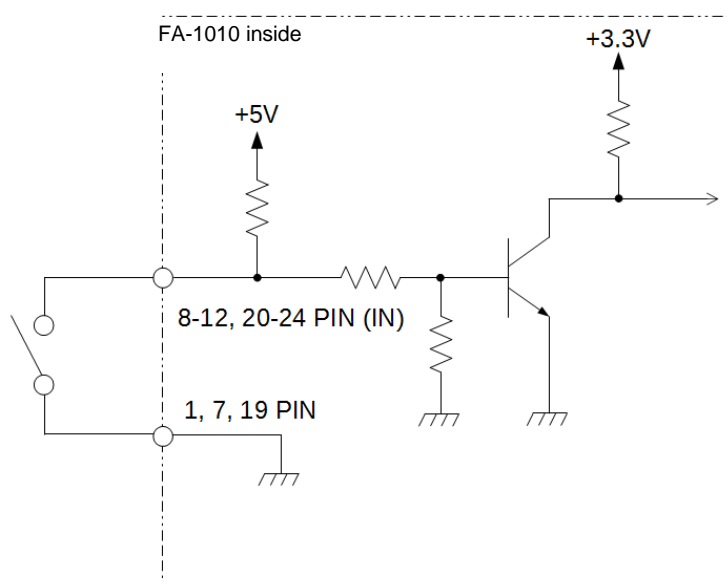 FA-1010 inside
+3.3V
+5V
8-12, 20-24 PIN (IN)
1, 7, 19 PIN